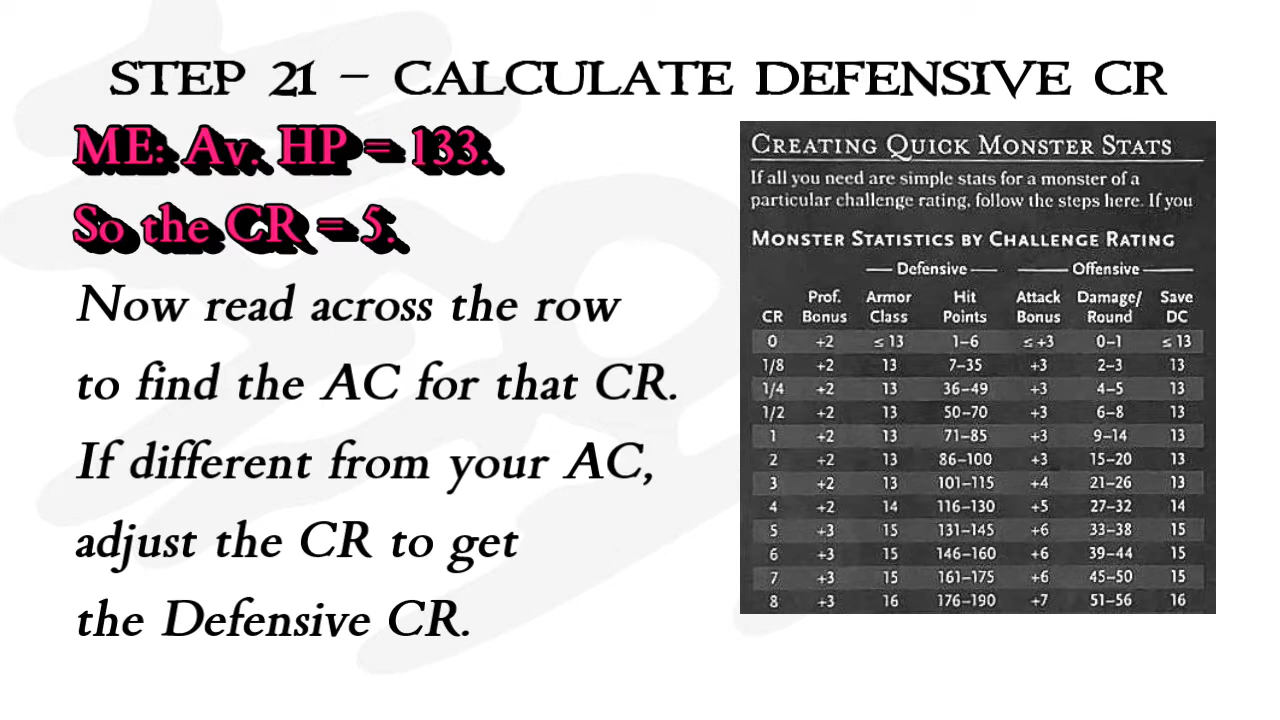 STEP 21 – CALCULATE DEFENSIVE CR
ME: Av. HP = 133.
So the CR = 5.
Now read across the row
to find the AC for that CR.
If different from your AC,
adjust the CR to get
the Defensive CR.
CREATING QUICK MONSTER STATS
If all you need are simple stats for a monster of a
particular challenge rating, follow the steps here. If you
MONSTER STATISTICS BY CHALLENGE RATING
— Defensive — — Offensive —
Prof. Armor Hit Attack Damage/ Save
CR Bonus Class Points Bonus Round DC
0 +2 ≤ 13 1–6 ≤ +3 0–1 ≤ 13
1/8 +2 13 7–35 +3 2–3 13
1/4 +2 13 36–49 +3 4–5 13
1/2 +2 13 50–70 +3 6–8 13
1 +2 13 71–85 +3 9–14 13
2 +2 13 86–100 +3 15–20 13
3 +2 13 101–115 +4 21–26 13
4 +2 14 116–130 +5 27–32 14
5 +3 15 131–145 +6 33–38 15
6 +3 15 146–160 +6 39–44 15
7 +3 15 161–175 +6 45–50 15
8 +3 16 176–190 +7 51–56 16